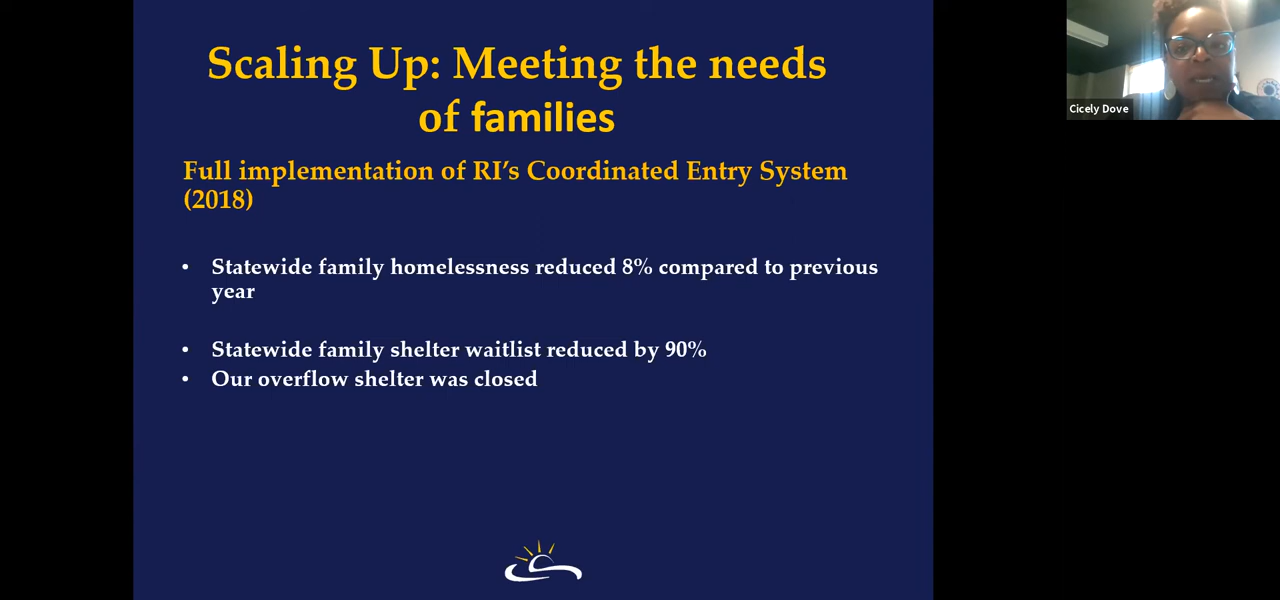 Scaling Up: Meeting the needs
of families
Full implementation of RI’s Coordinated Entry System
(2018)
• Statewide family homelessness reduced 8% compared to previous
year
• Statewide family shelter waitlist reduced by 90%
• Our overflow shelter was closed
Cicely Dove